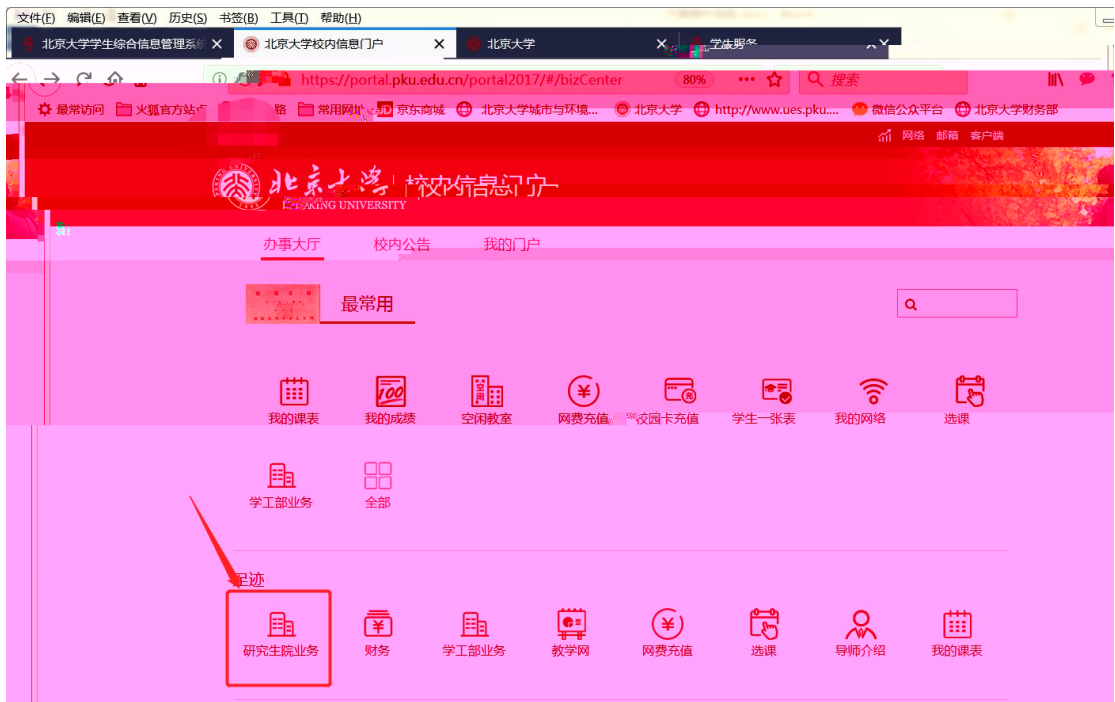 文件(F) 编辑(E) 查看(V) 历史(S) 书签(B) 工具(T) 帮助(H)
北京大学学生综合信息管理系统 北京大学校内信息门户 北京大学
https://portal.pku.edu.cn/portal2017/#/bizCenter 80% 搜索
最常访问 火狐官方站点 常用网址 京东商城 北京大学城市与环境... 北京大学 http://www.ues.pku.... 微信公众平台 北京大学财务部
网络 邮箱 客户端
北京大学 校内信息门户
PEKING UNIVERSITY
办事大厅 校内公告 我的门户
最常用
我的课表 我的成绩 空闲教室 网费充值 校园卡充值 学生一张表 我的网络 选课
学工部业务 全部
足迹
研究生院业务 财务 学工部业务 教学网 网费充值 选课 导师介绍 我的课表